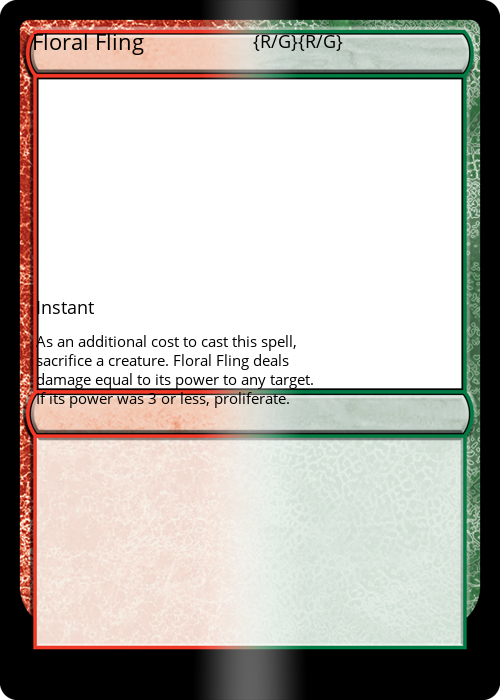 Floral Fling {R/G}{R/G}
Instant
As an additional cost to cast this spell,
sacrifice a creature. Floral Fling deals
damage equal to its power to any target.
If its power was 3 or less, proliferate.